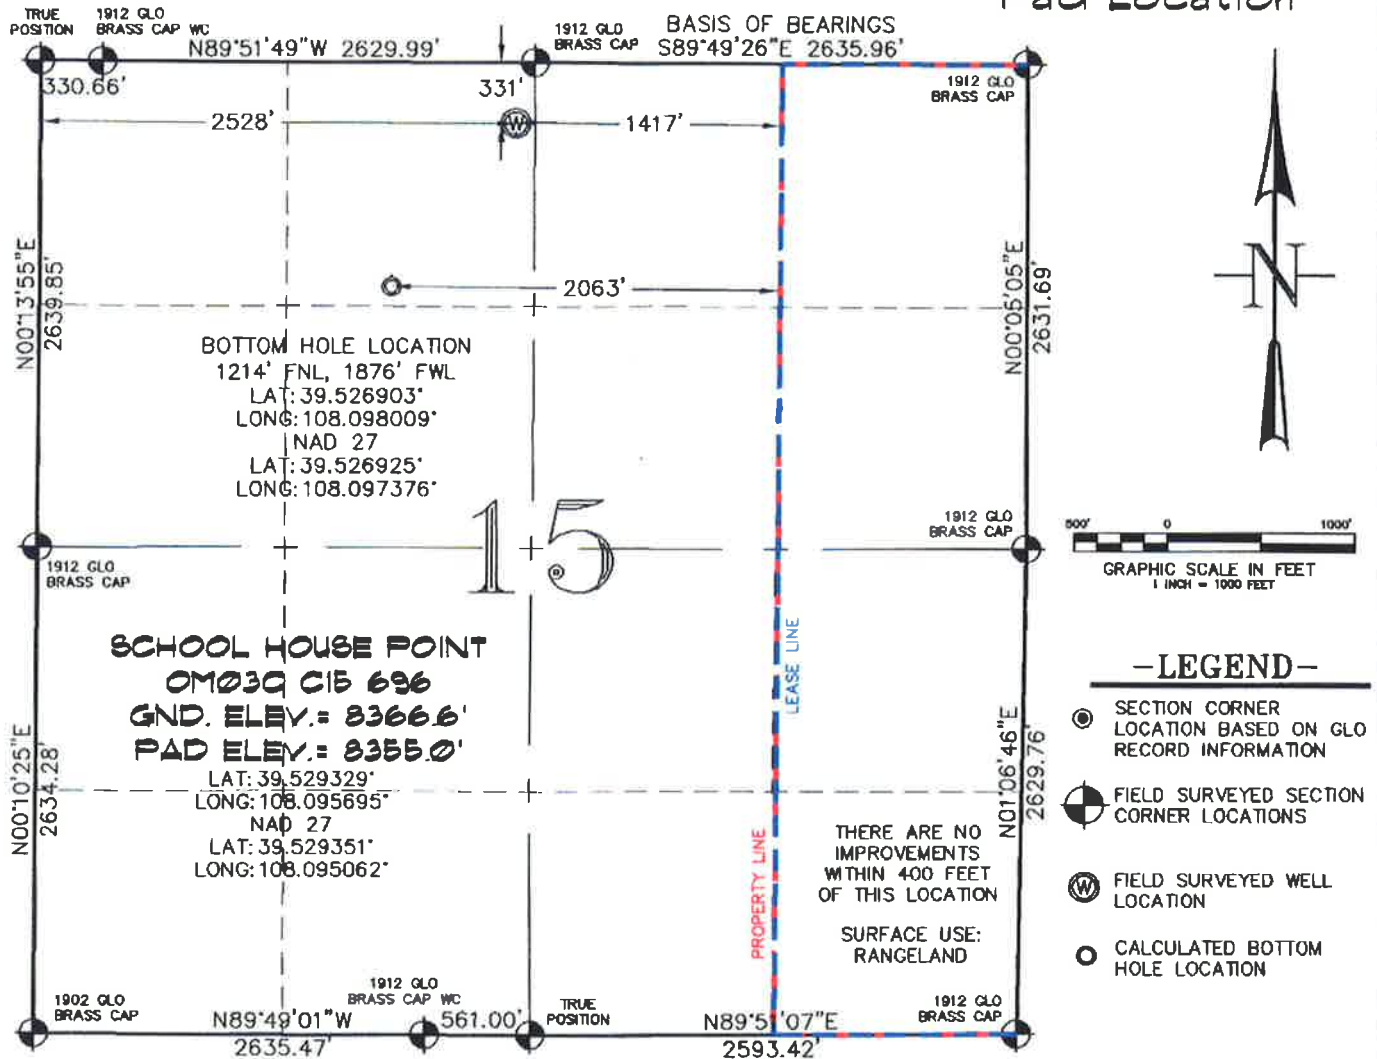 Pad Location
TRUE
POSITION
1912 GLO
BRASS CAP WC
N89°51'49"W 2629.99'
1912 GLO
BRASS CAP
BASIS OF BEARINGS
S89°49'26"E 2635.96'
1912 GLO
BRASS CAP
330.66'
331'
2528'
W
1417'
2063'
N00°13'55"E
2639.85'
N00°05'05"E
2631.69'
N
BOTTOM HOLE LOCATION
1214' FNL, 1876' FWL
LAT: 39.526903°
LONG: 108.098009°
NAD 27
LAT: 39.526925°
LONG: 108.097376°
15
1912 GLO
BRASS CAP
1912 GLO
BRASS CAP
500' 0 1000'
GRAPHIC SCALE IN FEET
1 INCH = 1000 FEET
SCHOOL HOUSE POINT
OM03C C15 696
GND. ELEV.= 8366.6'
PAD ELEV.= 8355.0'
LAT: 39.529329°
LONG: 108.095695°
NAD 27
LAT: 39.529351°
LONG: 108.095062°
LEASE LINE
PROPERTY LINE
N00°10'25"E
2634.28'
N01°06'46"E
2629.76'
THERE ARE NO
IMPROVEMENTS
WITHIN 400 FEET
OF THIS LOCATION
SURFACE USE:
RANGELAND
-LEGEND-
SECTION CORNER
LOCATION BASED ON GLO
RECORD INFORMATION
FIELD SURVEYED SECTION
CORNER LOCATIONS
W
FIELD SURVEYED WELL
LOCATION
CALCULATED BOTTOM
HOLE LOCATION
1902 GLO
BRASS CAP
N89°49'01"W
2635.47'
1912 GLO
BRASS CAP WC
561.00'
TRUE
POSITION
2593.42'
1912 GLO
BRASS CAP